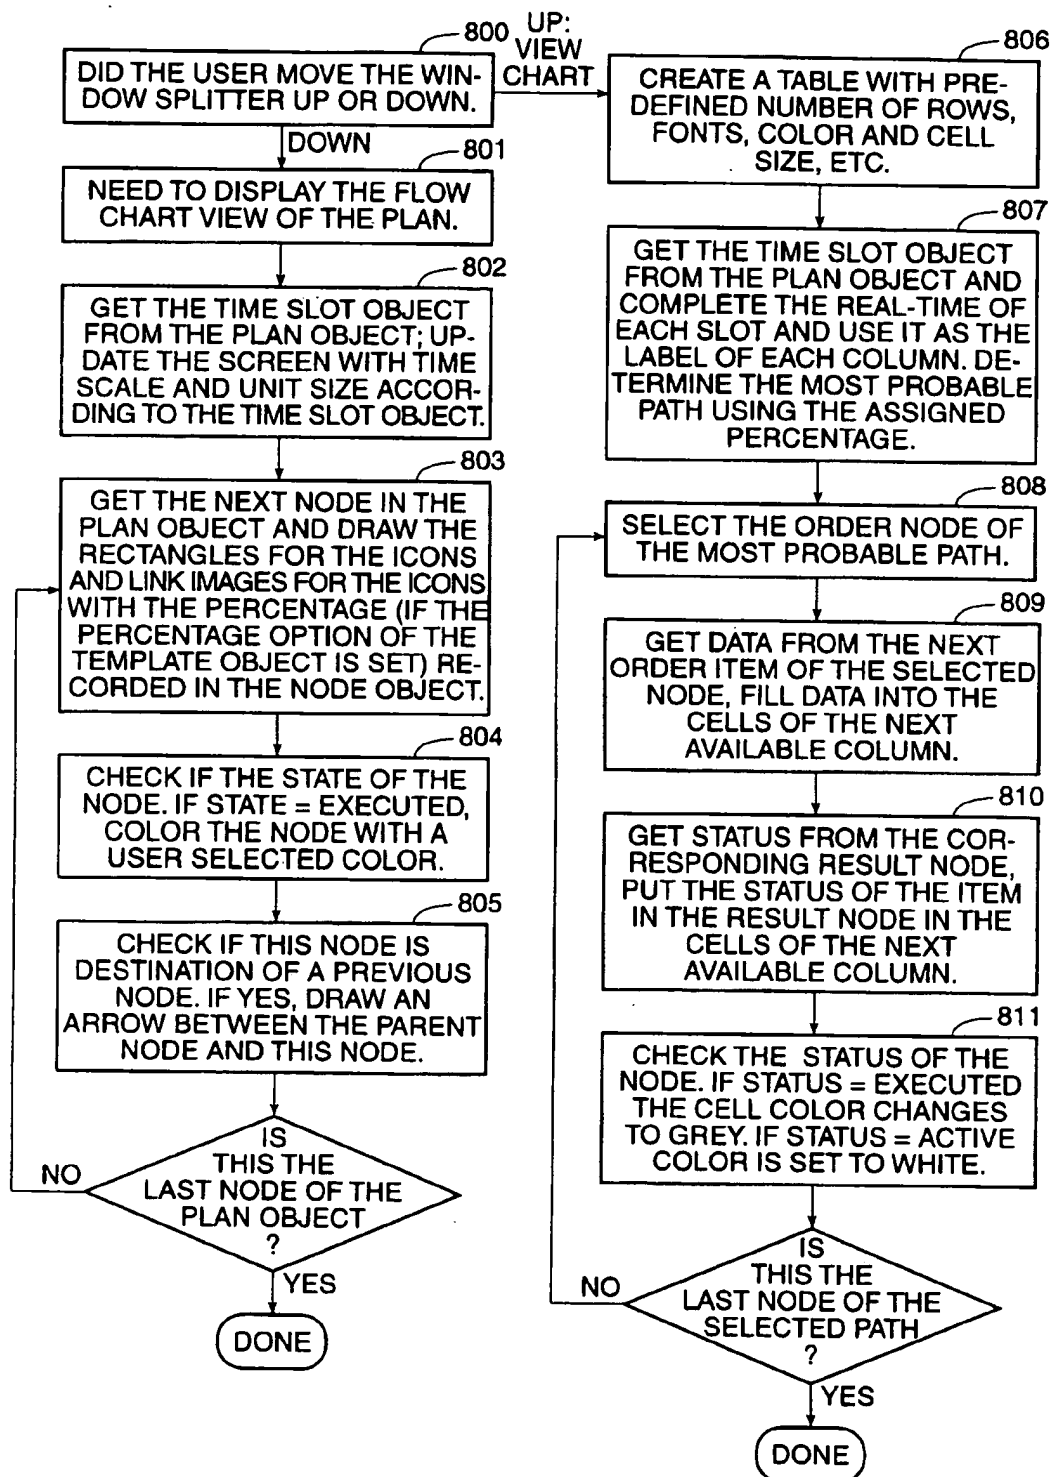 800
DID THE USER MOVE THE WIN-
DOW SPLITTER UP OR DOWN.
UP:
VIEW
CHART
DOWN
801
NEED TO DISPLAY THE FLOW
CHART VIEW OF THE PLAN.
802
GET THE TIME SLOT OBJECT
FROM THE PLAN OBJECT; UP-
DATE THE SCREEN WITH TIME
SCALE AND UNIT SIZE ACCOR-
DING TO THE TIME SLOT OBJECT.
803
GET THE NEXT NODE IN THE
PLAN OBJECT AND DRAW THE
RECTANGLES FOR THE ICONS
AND LINK IMAGES FOR THE ICONS
WITH THE PERCENTAGE (IF THE
PERCENTAGE OPTION OF THE
TEMPLATE OBJECT IS SET) RE-
CORDED IN THE NODE OBJECT.
804
CHECK IF THE STATE OF THE
NODE. IF STATE = EXECUTED,
COLOR THE NODE WITH A
USER SELECTED COLOR.
805
CHECK IF THIS NODE IS
DESTINATION OF A PREVIOUS
NODE. IF YES, DRAW AN
ARROW BETWEEN THE PARENT
NODE AND THIS NODE.
IS
THIS THE
LAST NODE OF THE
PLAN OBJECT
?
NO
YES
DONE
806
CREATE A TABLE WITH PRE-
DEFINED NUMBER OF ROWS,
FONTS, COLOR AND CELL
SIZE, ETC.
807
GET THE TIME SLOT OBJECT
FROM THE PLAN OBJECT AND
COMPLETE THE REAL-TIME OF
EACH SLOT AND USE IT AS THE
LABEL OF EACH COLUMN. DE-
TERMINE THE MOST PROBABLE
PATH USING THE ASSIGNED
PERCENTAGE.
808
SELECT THE ORDER NODE OF
THE MOST PROBABLE PATH.
809
GET DATA FROM THE NEXT
ORDER ITEM OF THE SELECTED
NODE, FILL DATA INTO THE
CELLS OF THE NEXT
AVAILABLE COLUMN.
810
GET STATUS FROM THE COR-
RESPONDING RESULT NODE,
PUT THE STATUS OF THE ITEM
IN THE RESULT NODE IN THE
CELLS OF THE NEXT
AVAILABLE COLUMN.
811
CHECK THE STATUS OF THE
NODE. IF STATUS = EXECUTED
THE CELL COLOR CHANGES
TO GREY. IF STATUS = ACTIVE
COLOR IS SET TO WHITE.
IS
THIS THE
LAST NODE OF THE
SELECTED PATH
?
NO
YES
DONE